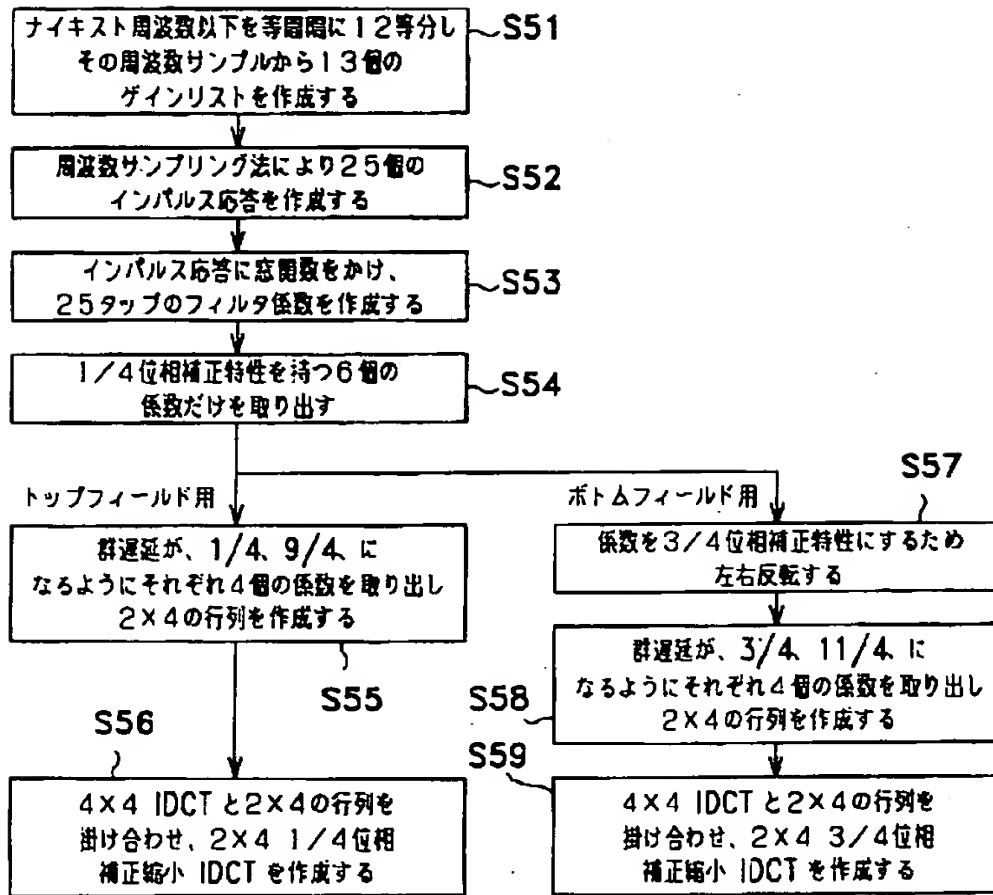 ナイキスト周波数以下を等間隔に12等分し
その周波数サンプルから13個の
ゲインリストを作成する
S51
周波数サンプリング法により25個の
インパルス応答を作成する
S52
インパルス応答に窓関数をかけ、
25タップのフィルタ係数を作成する
S53
1/4位相補正特性を持つ6個の
係数だけを取り出す
S54
トップフィールド用
群遅延が、1/4、9/4、に
なるようにそれぞれ4個の係数を取り出し
2×4の行列を作成する
S55
S56
4×4 IDCTと2×4の行列を
掛け合わせ、2×4 1/4位相
補正縮小 IDCTを作成する
ボトムフィールド用
S57
係数を3/4位相補正特性にするため
左右反転する
群遅延が、3/4、11/4、に
なるようにそれぞれ4個の係数を取り出し
2×4の行列を作成する
S58
S59
4×4 IDCTと2×4の行列を
掛け合わせ、2×4 3/4位相
補正縮小 IDCTを作成する